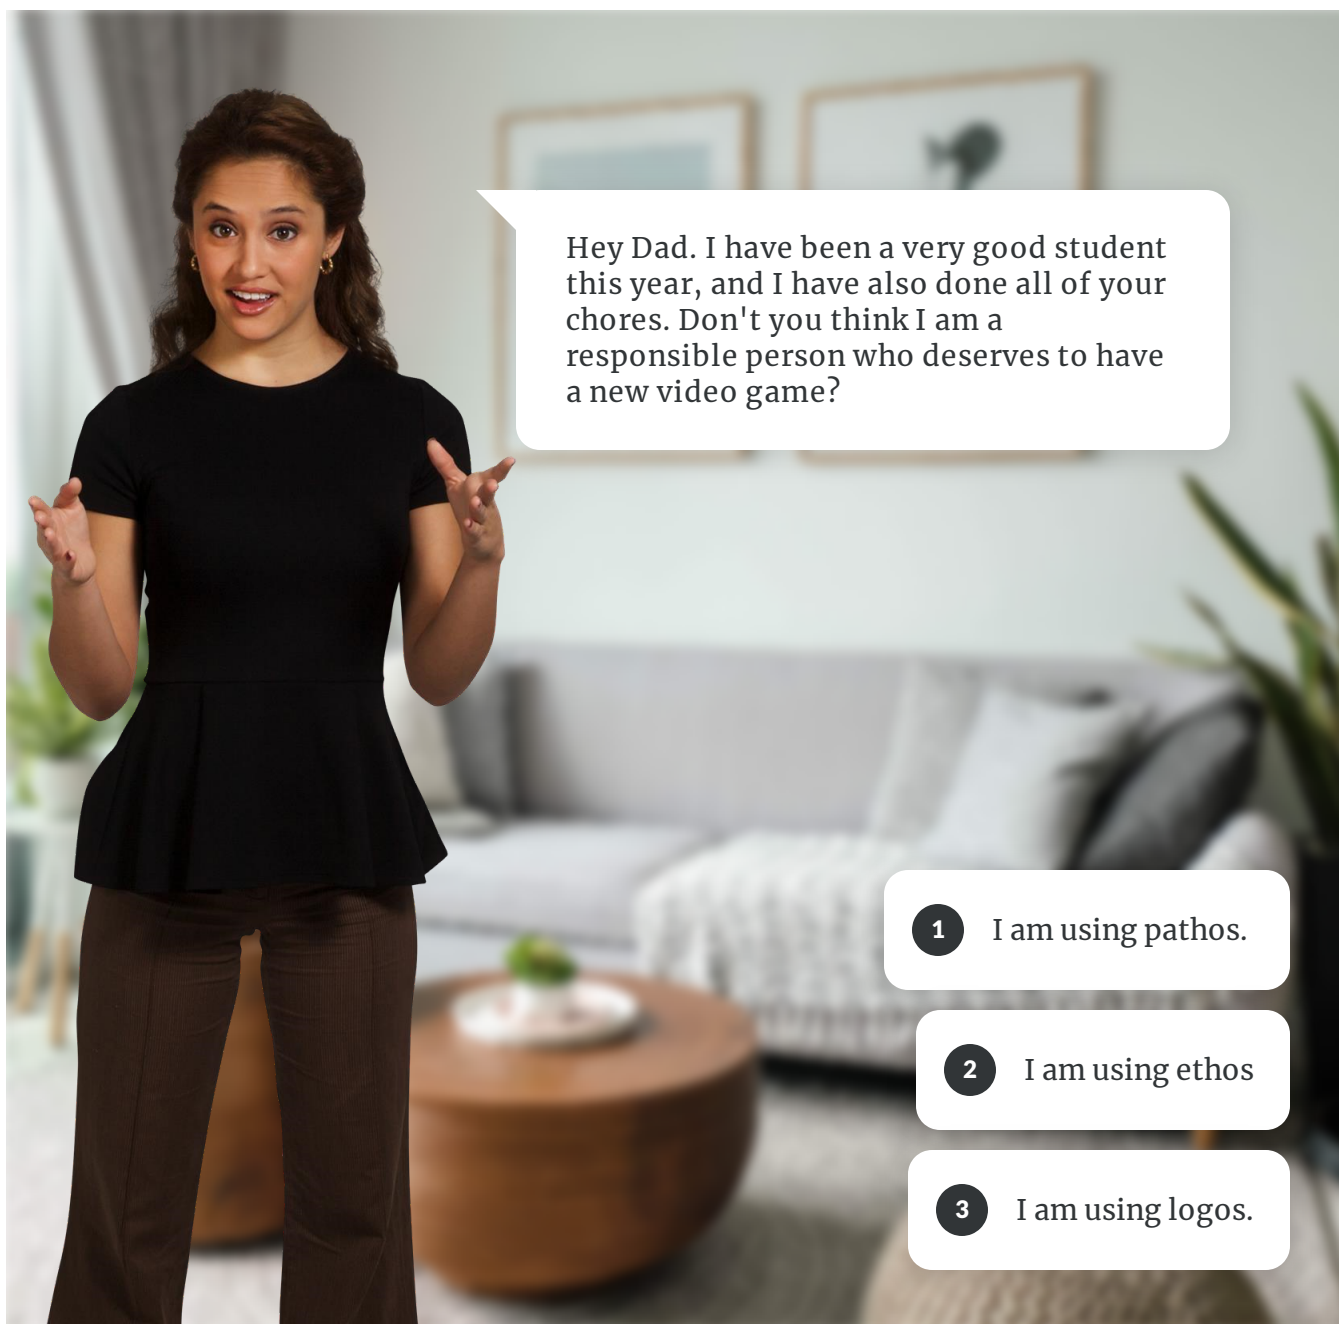 Hey Dad. I have been a very good student
this year, and I have also done all of your
chores. Don't you think I am a
responsible person who deserves to have
a new video game?
1 I am using pathos.
2 I am using ethos
3 I am using logos.